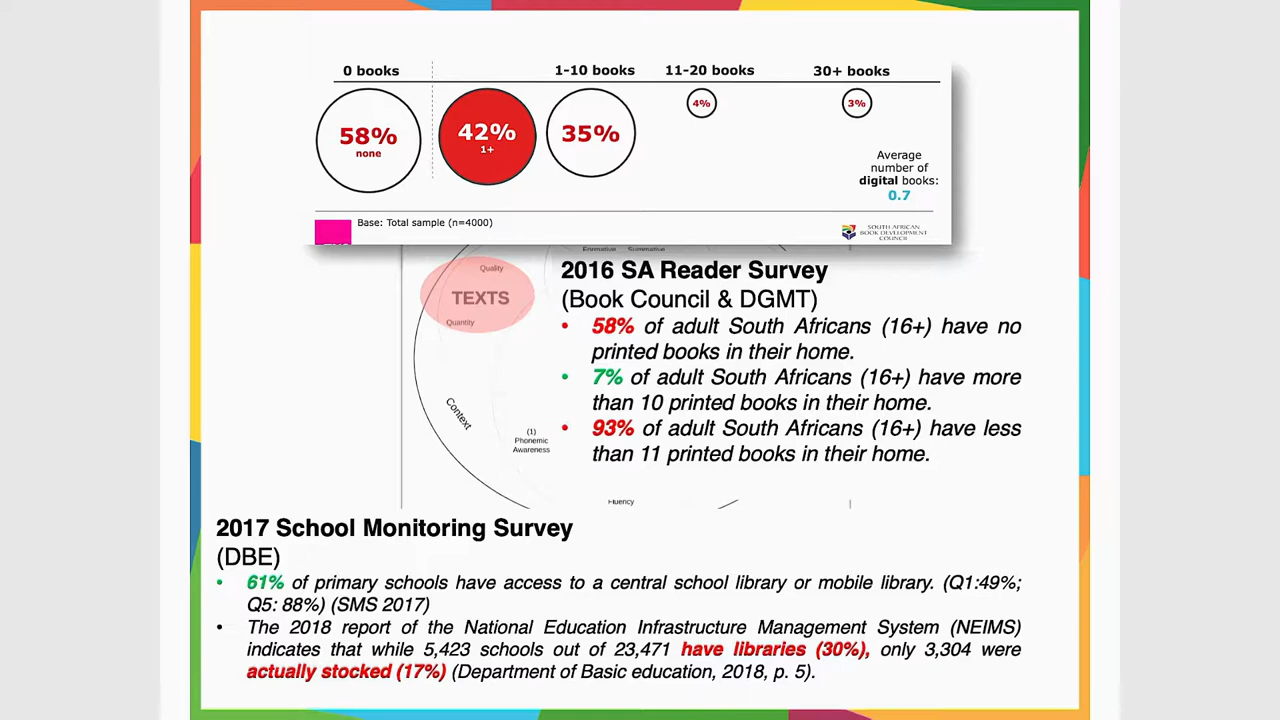 0 books 1-10 books 11-20 books 30+ books
58%
none
42%
1+
35%
4%
3%
Average
number of
digital books:
0.7
Base: Total sample (n=4000)
SOUTH AFRICAN
BOOK DEVELOPMENT
COUNCIL
Formative Summative
Quality
TEXTS
Quantity
Context
(1)
Phonemic
Awareness
Fluency
2016 SA Reader Survey
(Book Council & DGMT)
• 58% of adult South Africans (16+) have no
printed books in their home.
• 7% of adult South Africans (16+) have more
than 10 printed books in their home.
• 93% of adult South Africans (16+) have less
than 11 printed books in their home.
2017 School Monitoring Survey
(DBE)
• 61% of primary schools have access to a central school library or mobile library. (Q1:49%;
Q5: 88%) (SMS 2017)
• The 2018 report of the National Education Infrastructure Management System (NEIMS)
indicates that while 5,423 schools out of 23,471 have libraries (30%), only 3,304 were
actually stocked (17%) (Department of Basic education, 2018, p. 5).